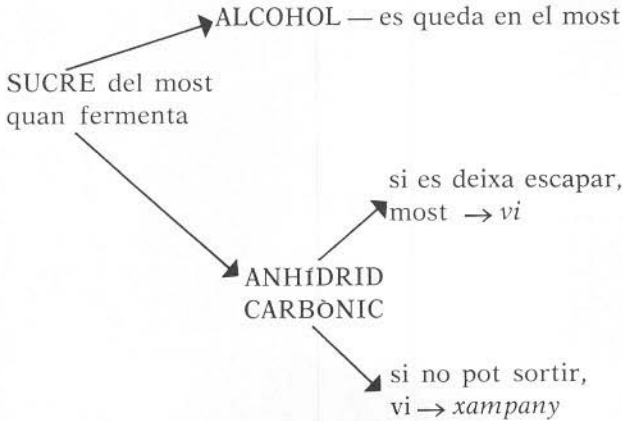 ALCOHOL — es queda en el most
SUCRE del most
quan fermenta
si es deixa escapar,
most → vi
ANHÍDRID
CARBÒNIC
si no pot sortir,
vi → xampany